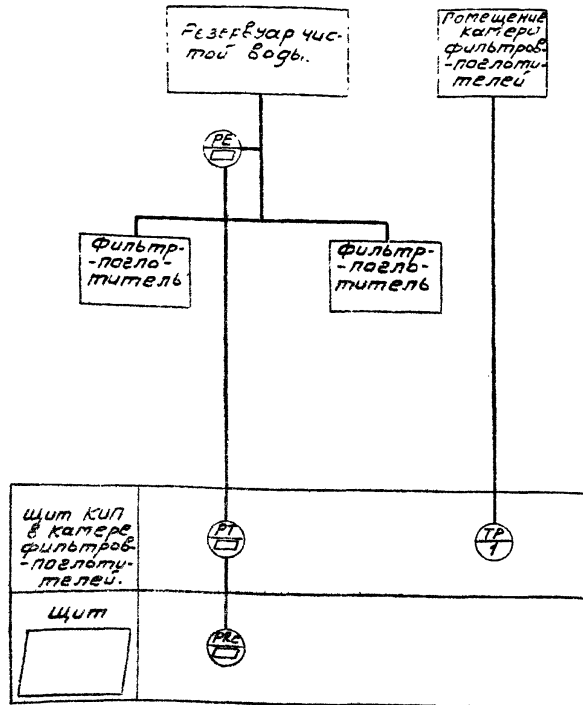 Резервуар чис-
той воды.
Помещение
камеры
фильтров-
-поглоти-
телей
PE
фильтр-
-погло-
титель
фильтр-
-погло-
титель
Щит КИП
в камере
фильтров-
-поглоти-
телей.
PT
TP
1
Щит
PRC